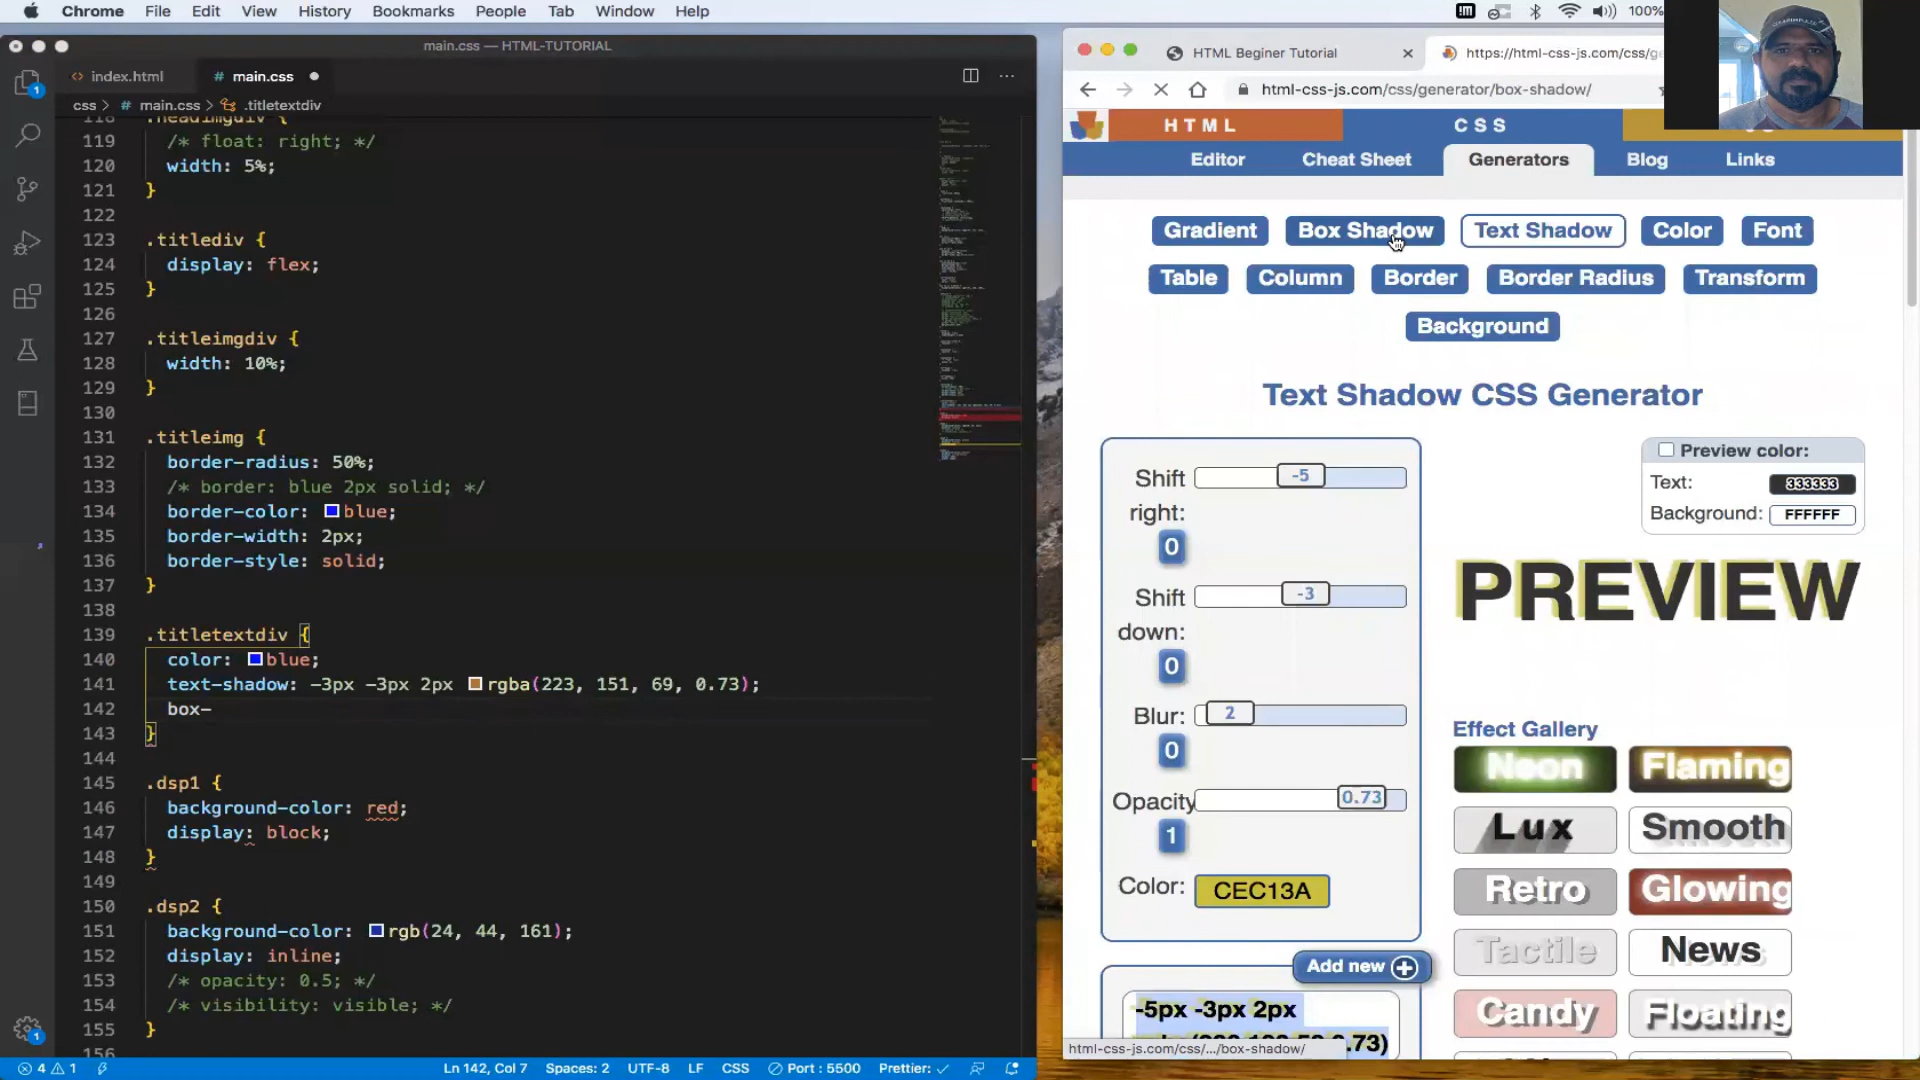 Chrome File Edit View History Bookmarks People Tab Window Help 100%
main.css — HTML-TUTORIAL
<> index.html # main.css
css > # main.css > .titletextdiv
118 .headimgdiv {
119 /* float: right; */
120 width: 5%;
121 }
122
123 .titlediv {
124 display: flex;
125 }
126
127 .titleimgdiv {
128 width: 10%;
129 }
130
131 .titleimg {
132 border-radius: 50%;
133 /* border: blue 2px solid; */
134 border-color: blue;
135 border-width: 2px;
136 border-style: solid;
137 }
138
139 .titletextdiv {
140 color: blue;
141 text-shadow: -3px -3px 2px rgba(223, 151, 69, 0.73);
142 box-
143 }
144
145 .dsp1 {
146 background-color: red;
147 display: block;
148 }
149
150 .dsp2 {
151 background-color: rgb(24, 44, 161);
152 display: inline;
153 /* opacity: 0.5; */
154 /* visibility: visible; */
155 }
156
4 1 Ln 142, Col 7 Spaces: 2 UTF-8 LF CSS Port : 5500 Prettier: ✓
HTML Beginer Tutorial https://html-css-js.com/css/ge
html-css-js.com/css/generator/box-shadow/
HTML CSS
Editor Cheat Sheet Generators Blog Links
Gradient Box Shadow Text Shadow Color Font
Table Column Border Border Radius Transform
Background
Text Shadow CSS Generator
Shift right: -5 0
Shift down: -3 0
Blur: 2 0
Opacity 0.73 1
Color: CEC13A
Add new
-5px -3px 2px
0.73)
Preview color:
Text: 333333
Background: FFFFFF
PREVIEW
Effect Gallery
Neon Flaming
Lux Smooth
Retro Glowing
Tactile News
Candy Floating
html-css-js.com/css/.../box-shadow/